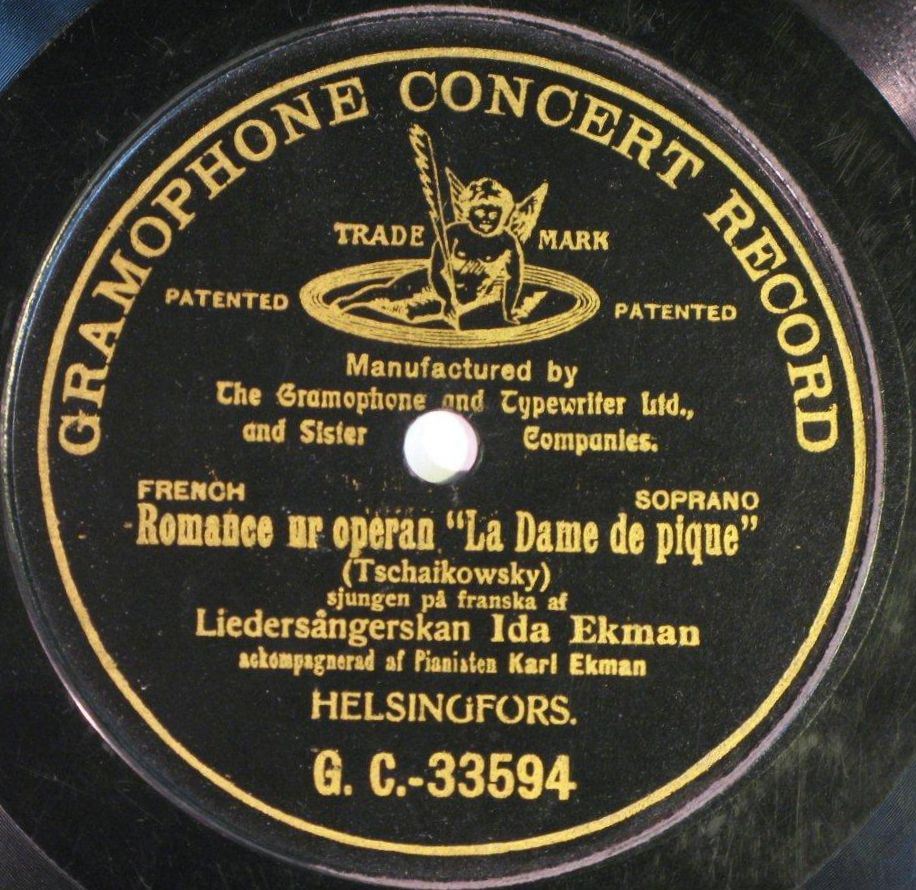 GRAMOPHONE CONCERT RECORD
TRADE MARK
PATENTED PATENTED
Manufactured by
The Gramophone and Typewriter Ltd.,
and Sister Companies.
FRENCH SOPRANO
Romance ur operan "La Dame de pique"
(Tschaikowsky)
sjungen på franska af
Liedersångerskan Ida Ekman
ackompagnerad af Pianisten Karl Ekman
HELSINGFORS.
G. C.-33594